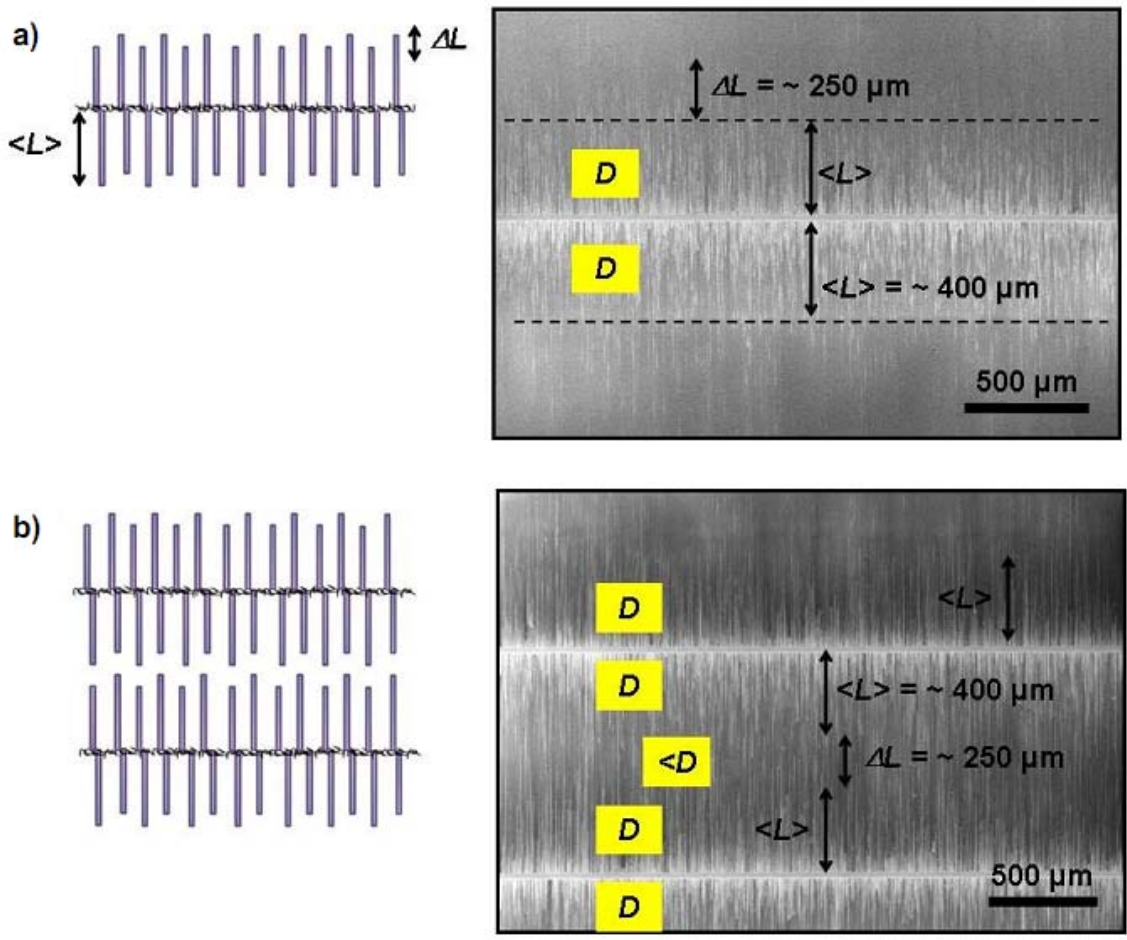 a)
ΔL
<L>
ΔL = ~ 250 µm
D
<L>
D
<L> = ~ 400 µm
500 µm
b)
D
<L>
D
<L> = ~ 400 µm
<D
ΔL = ~ 250 µm
D
<L>
500 µm
D